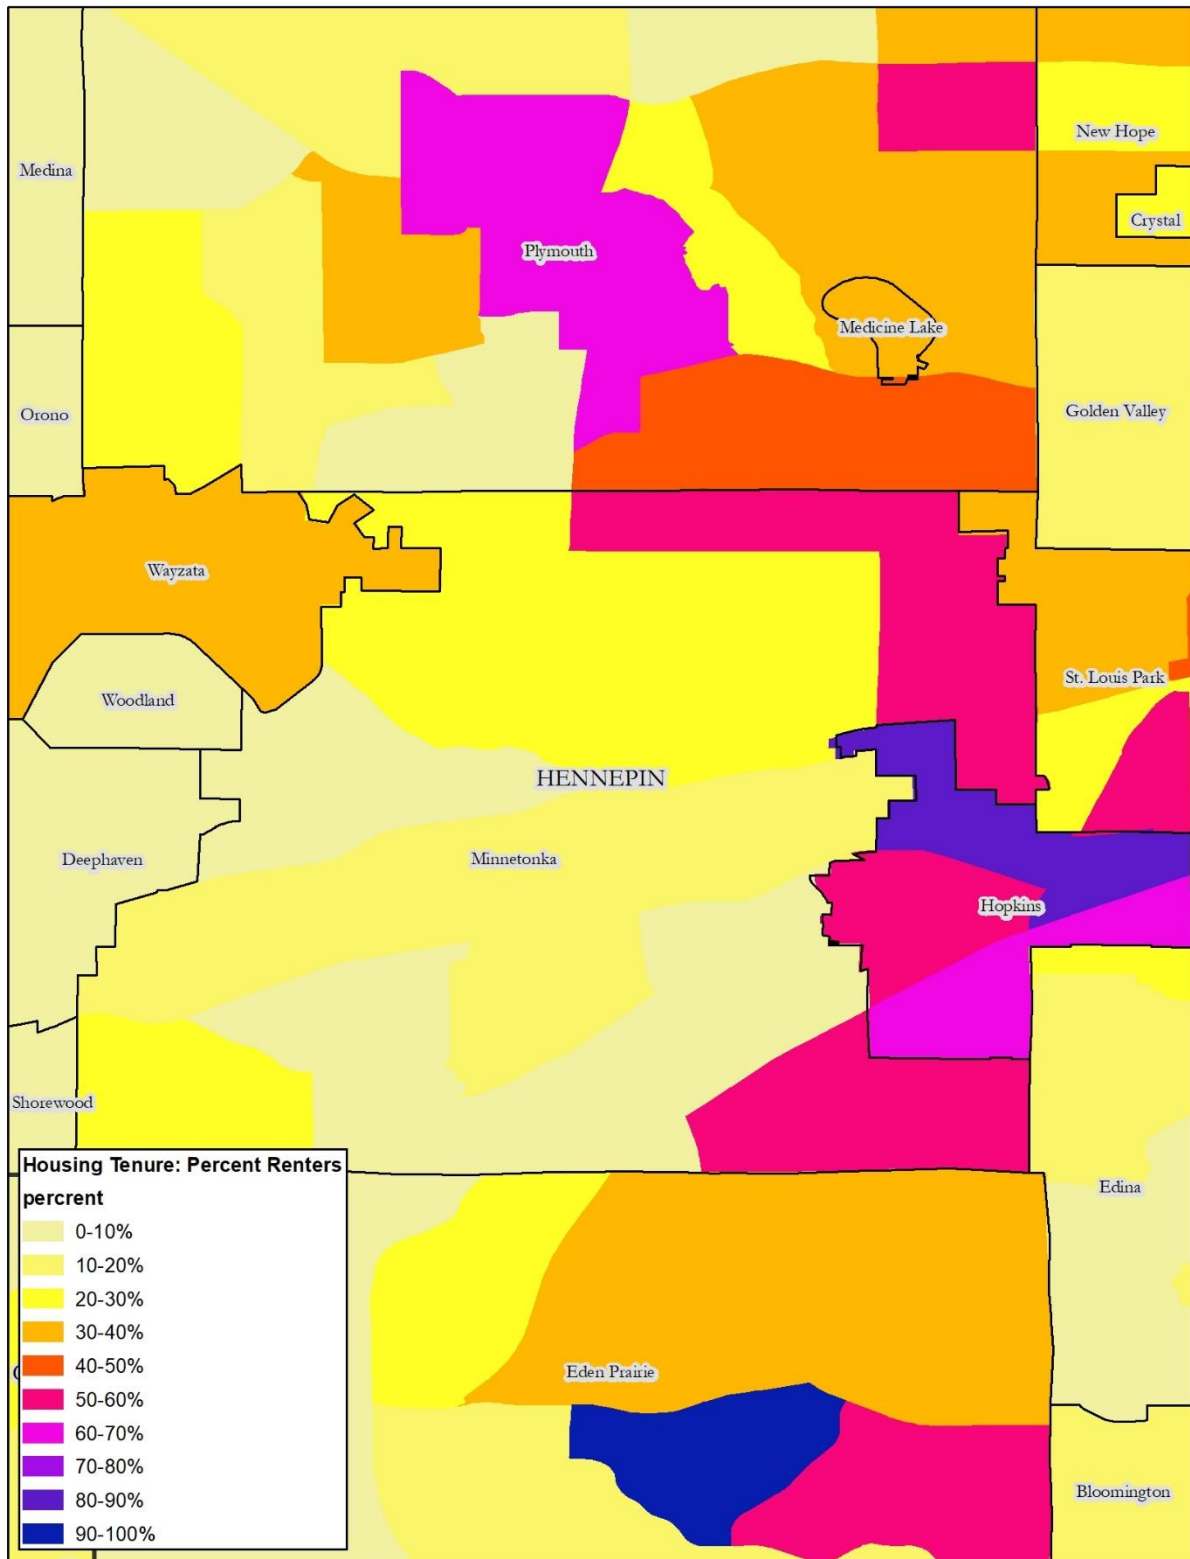 New Hope
Medina
Crystal
Plymouth
Medicine Lake
Orono
Golden Valley
Wayzata
St. Louis Park
Woodland
HENNEPIN
Deephaven
Minnetonka
Hopkins
Shorewood
Edina
Eden Prairie
Bloomington
Housing Tenure: Percent Renters
percrent
0-10%
10-20%
20-30%
30-40%
40-50%
50-60%
60-70%
70-80%
80-90%
90-100%